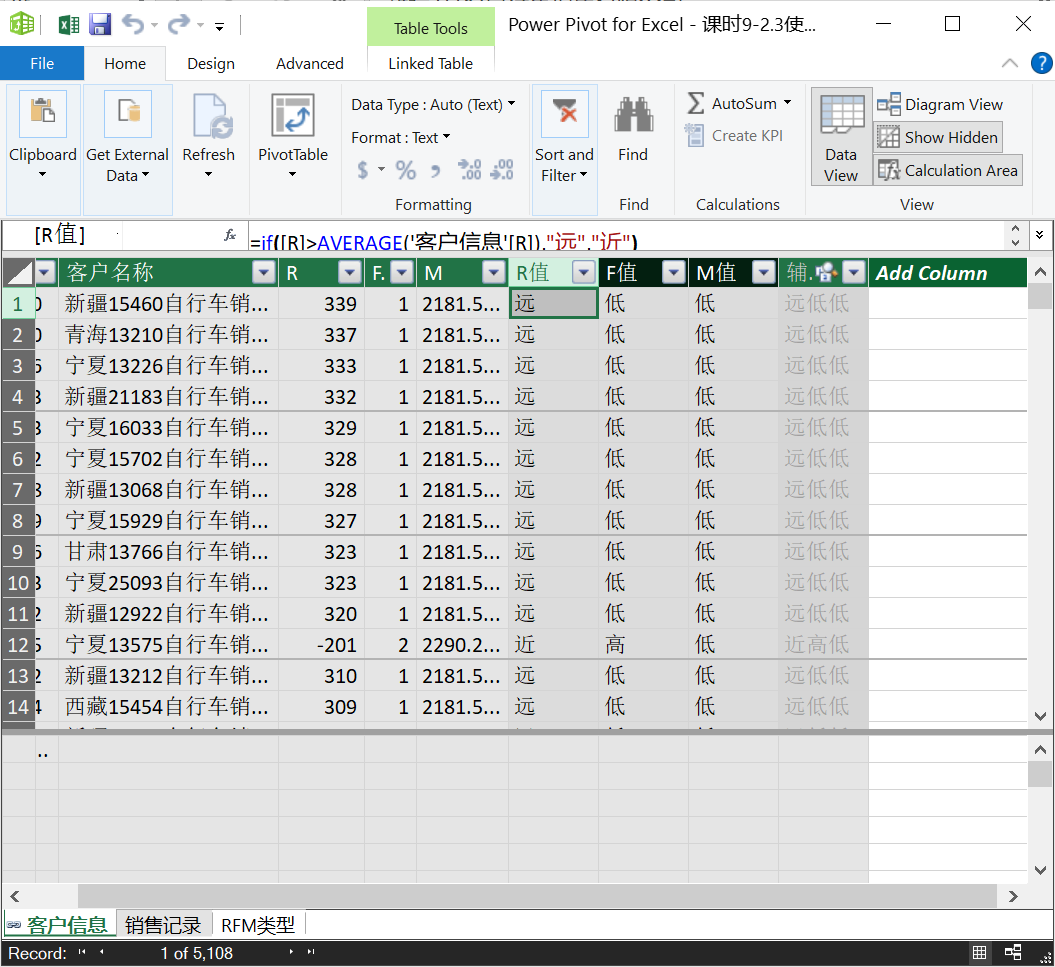 Table Tools
Power Pivot for Excel - 课时9-2.3使...
File Home Design Advanced Linked Table
Clipboard
Get External Data
Refresh
PivotTable
Data Type : Auto (Text)
Format : Text
$ % , .0 .00 .00 .0
Formatting
Sort and Filter
Find
Find
AutoSum
Create KPI
Calculations
Data View
Diagram View
Show Hidden
Calculation Area
View
[R值] fx =if([R]>AVERAGE('客户信息'[R]),"远","近")
客户名称 R F. M R值 F值 M值 辅. Add Column
1 0 新疆15460自行车销... 339 1 2181.5... 远 低 低 远低低
2 0 青海13210自行车销... 337 1 2181.5... 远 低 低 远低低
3 6 宁夏13226自行车销... 333 1 2181.5... 远 低 低 远低低
4 3 新疆21183自行车销... 332 1 2181.5... 远 低 低 远低低
5 3 宁夏16033自行车销... 329 1 2181.5... 远 低 低 远低低
6 2 宁夏15702自行车销... 328 1 2181.5... 远 低 低 远低低
7 8 新疆13068自行车销... 328 1 2181.5... 远 低 低 远低低
8 9 宁夏15929自行车销... 327 1 2181.5... 远 低 低 远低低
9 6 甘肃13766自行车销... 323 1 2181.5... 远 低 低 远低低
10 3 宁夏25093自行车销... 323 1 2181.5... 远 低 低 远低低
11 2 新疆12922自行车销... 320 1 2181.5... 远 低 低 远低低
12 5 宁夏13575自行车销... -201 2 2290.2... 近 高 低 近高低
13 2 新疆13212自行车销... 310 1 2181.5... 远 低 低 远低低
14 4 西藏15454自行车销... 309 1 2181.5... 远 低 低 远低低
..
客户信息 销售记录 RFM类型
Record: 1 of 5,108